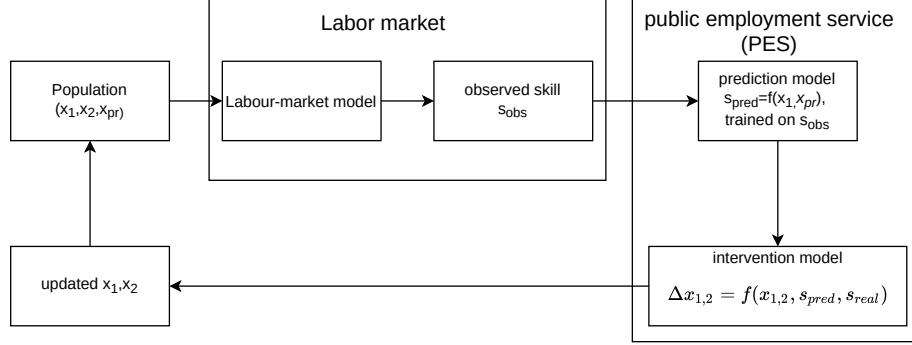 Labor market
public employment service
(PES)
Population
(x1,x2,xpr)
Labour-market model
observed skill
sobs
prediction model
spred=f(x1,xpr),
trained on sobs
updated x1,x2
intervention model
Δx1,2 = f(x1,2, spred, sreal)